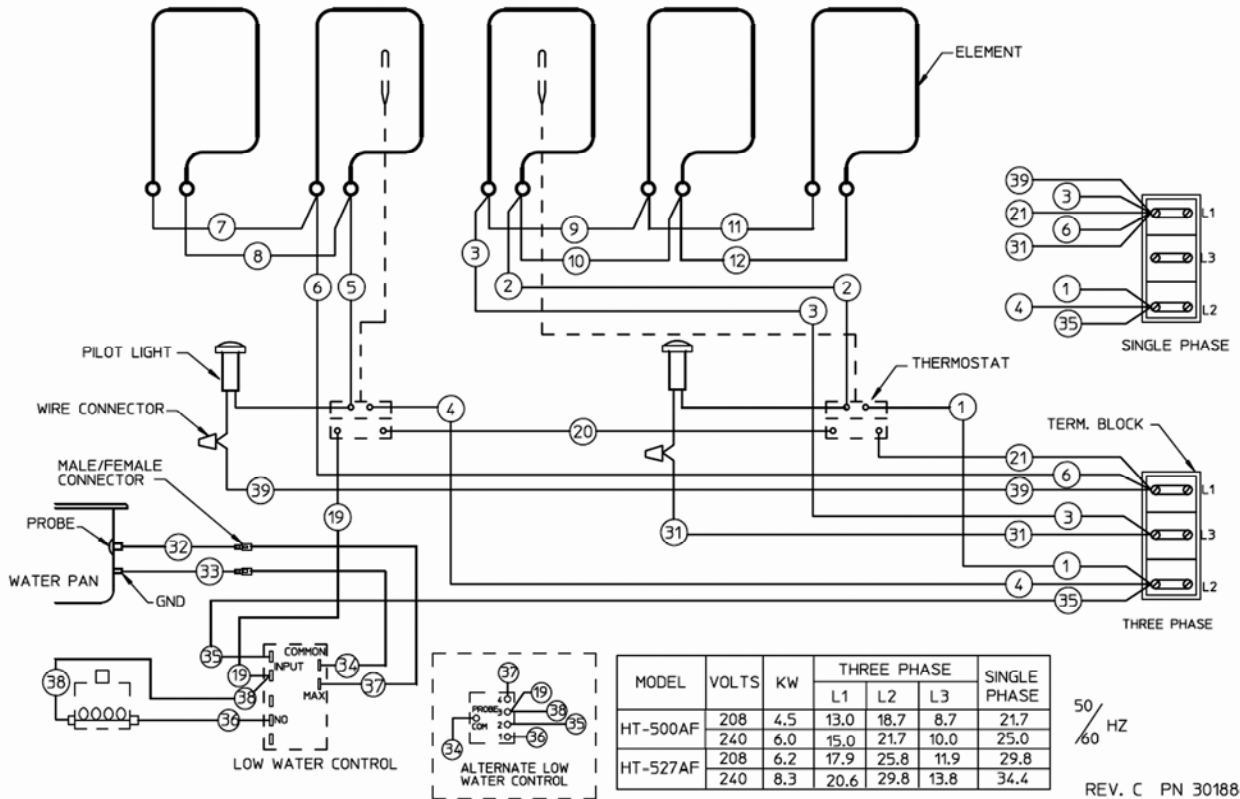 ELEMENT
7
8
6
5
3
2
9
10
11
12
2
3
39
3
21
6
31
L1
L3
1
4
35
L2
SINGLE PHASE
PILOT LIGHT
THERMOSTAT
WIRE CONNECTOR
4
1
20
TERM. BLOCK
MALE/FEMALE
CONNECTOR
39
19
21
6
39
L1
3
31
31
L3
1
4
35
L2
THREE PHASE
PROBE
32
WATER PAN
33
GND
35
COMMON
INPUT
19
34
38
38
MAX
37
36
NO
LOW WATER CONTROL
37
19
4
PROBE
3
38
COM
2
35
34
1
36
ALTERNATE LOW
WATER CONTROL
MODEL VOLTS KW THREE PHASE SINGLE PHASE
L1 L2 L3
HT-500AF 208 4.5 13.0 18.7 8.7 21.7
240 6.0 15.0 21.7 10.0 25.0
HT-527AF 208 6.2 17.9 25.8 11.9 29.8
240 8.3 20.6 29.8 13.8 34.4
50/60 HZ
REV. C PN 30188